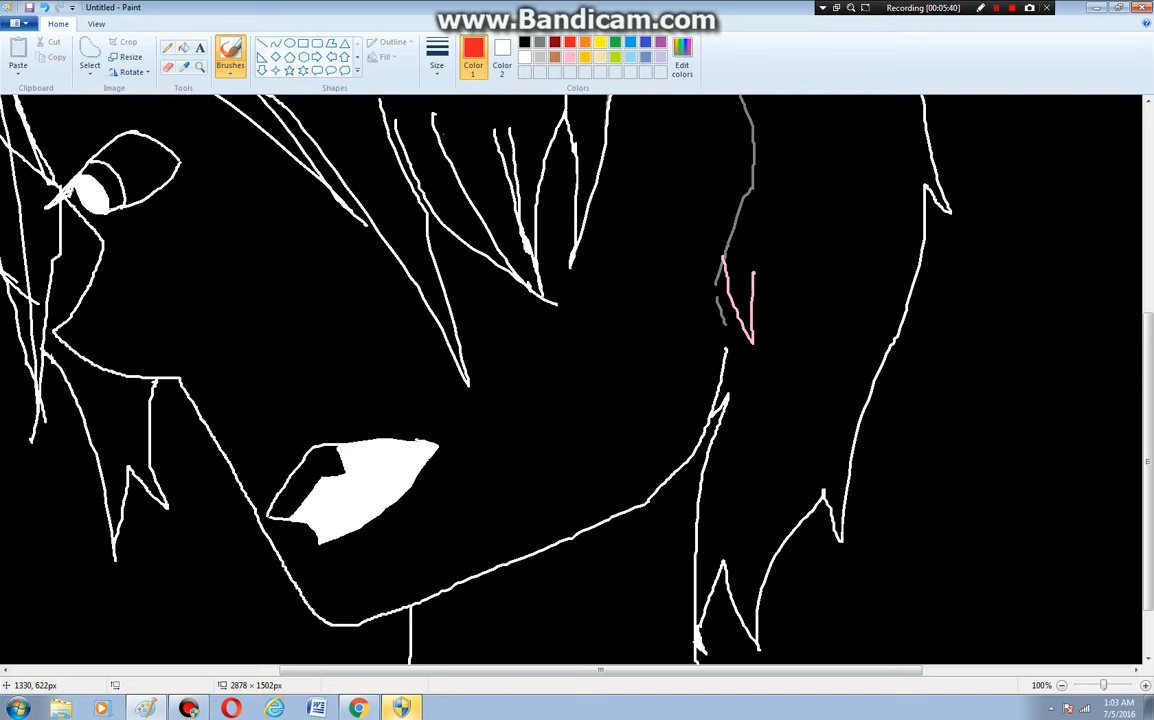 Untitled - Paint
www.Bandicam.com
Recording [00:05:40]
Home
View
Paste
Cut
Copy
Select
Crop
Resize
Rotate
A
Brushes
Outline
Fill
Size
Color
1
Color
2
Edit
colors
Clipboard
Image
Tools
Shapes
Colors
1330, 622px
2878 × 1502px
100%
1:03 AM
7/5/2016